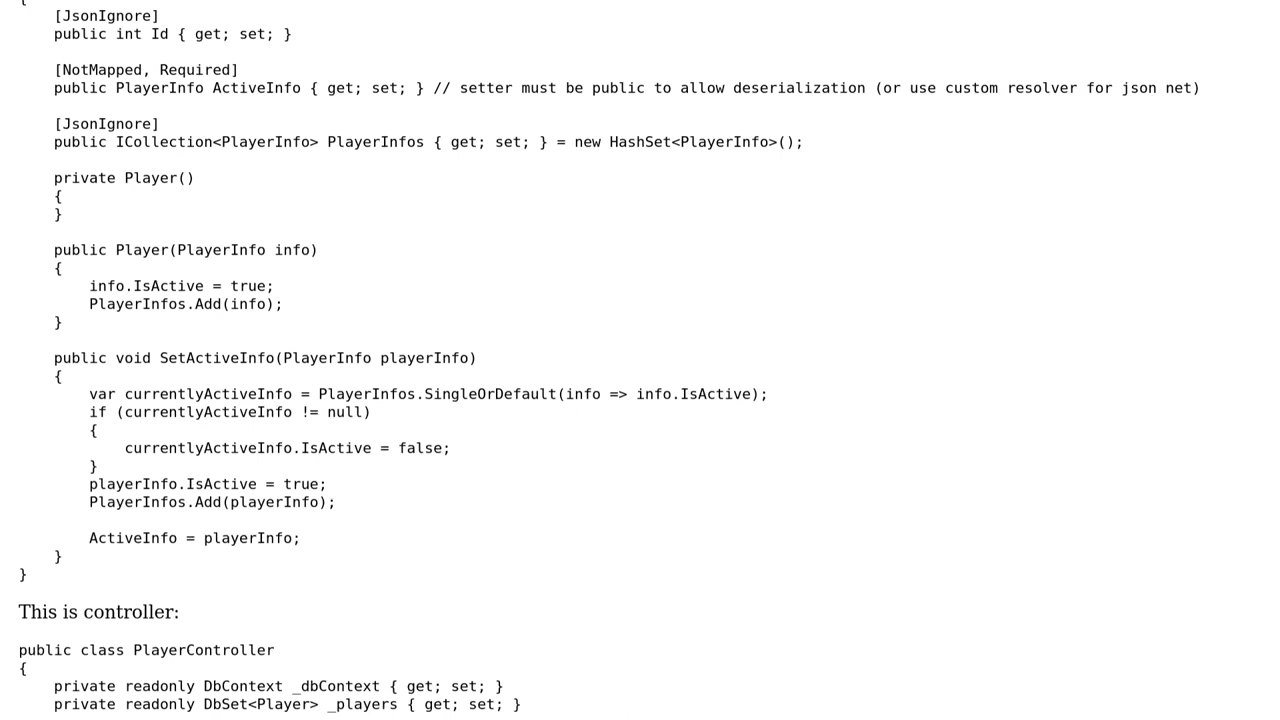 {
[JsonIgnore]
public int Id { get; set; }
[NotMapped, Required]
public PlayerInfo ActiveInfo { get; set; } // setter must be public to allow deserialization (or use custom resolver for json net)
[JsonIgnore]
public ICollection<PlayerInfo> PlayerInfos { get; set; } = new HashSet<PlayerInfo>();
private Player()
{
}
public Player(PlayerInfo info)
{
info.IsActive = true;
PlayerInfos.Add(info);
}
public void SetActiveInfo(PlayerInfo playerInfo)
{
var currentlyActiveInfo = PlayerInfos.SingleOrDefault(info => info.IsActive);
if (currentlyActiveInfo != null)
{
currentlyActiveInfo.IsActive = false;
}
playerInfo.IsActive = true;
PlayerInfos.Add(playerInfo);
ActiveInfo = playerInfo;
}
}
This is controller:
public class PlayerController
{
private readonly DbContext _dbContext { get; set; }
private readonly DbSet<Player> _players { get; set; }